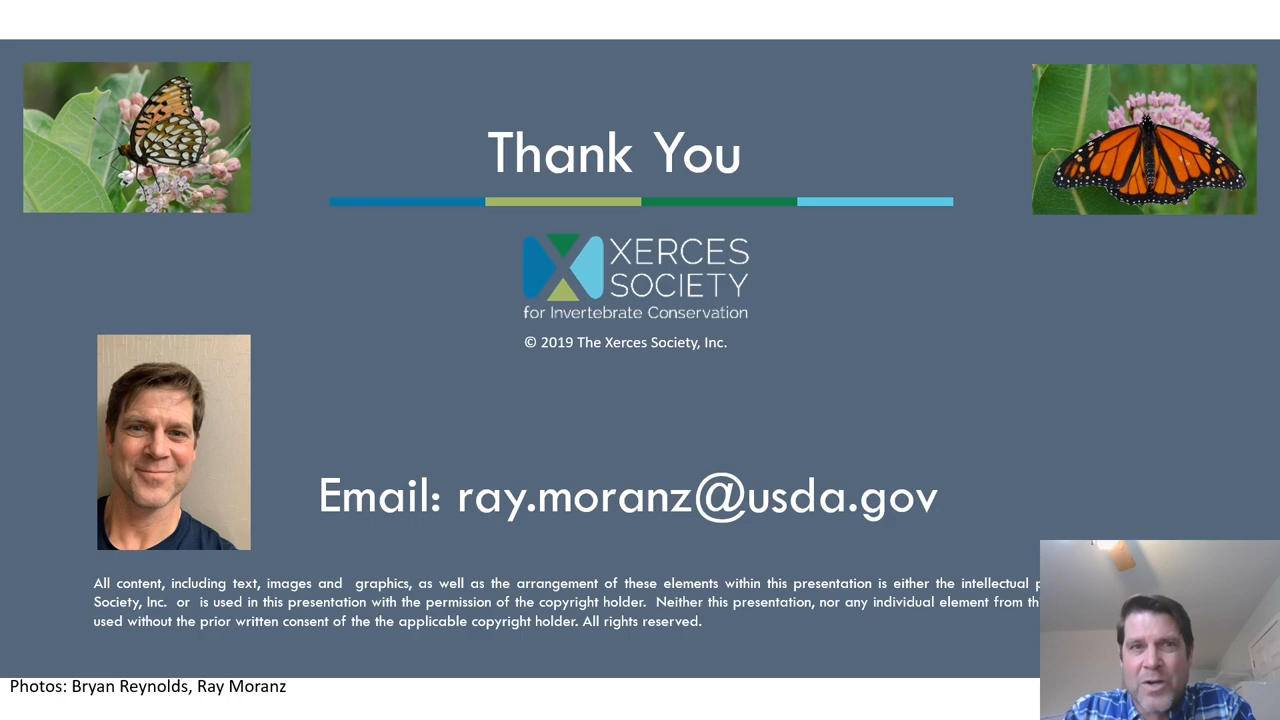 Thank You
XERCES
SOCIETY
for Invertebrate Conservation
© 2019 The Xerces Society, Inc.
Email: ray.moranz@usda.gov
All content, including text, images and graphics, as well as the arrangement of these elements within this presentation is either the intellectual
Society, Inc. or is used in this presentation with the permission of the copyright holder. Neither this presentation, nor any individual element from
used without the prior written consent of the the applicable copyright holder. All rights reserved.
Photos: Bryan Reynolds, Ray Moranz